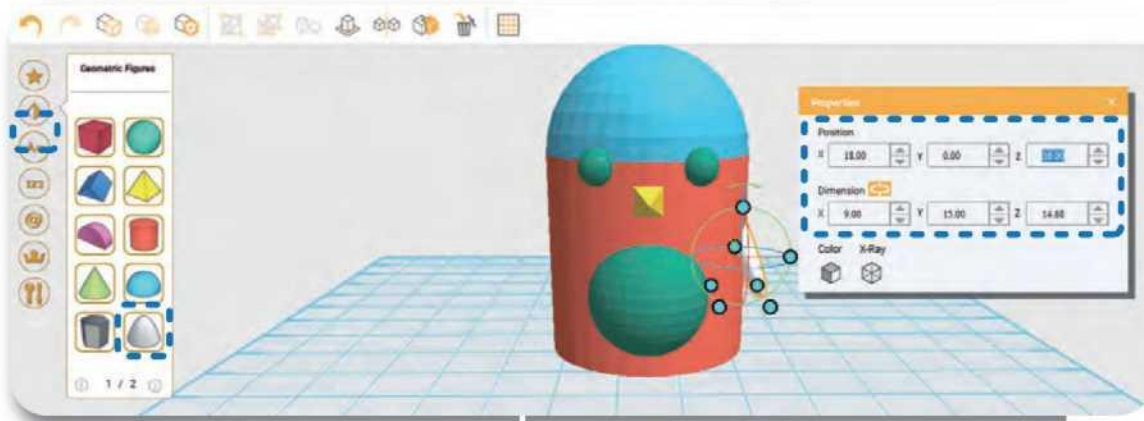 Geometric Figures
123
@
1 / 2
Properties
Position
X 18.00 Y 0.00 Z
Dimension
X 9.00 Y 15.00 Z 14.88
Color X-Ray